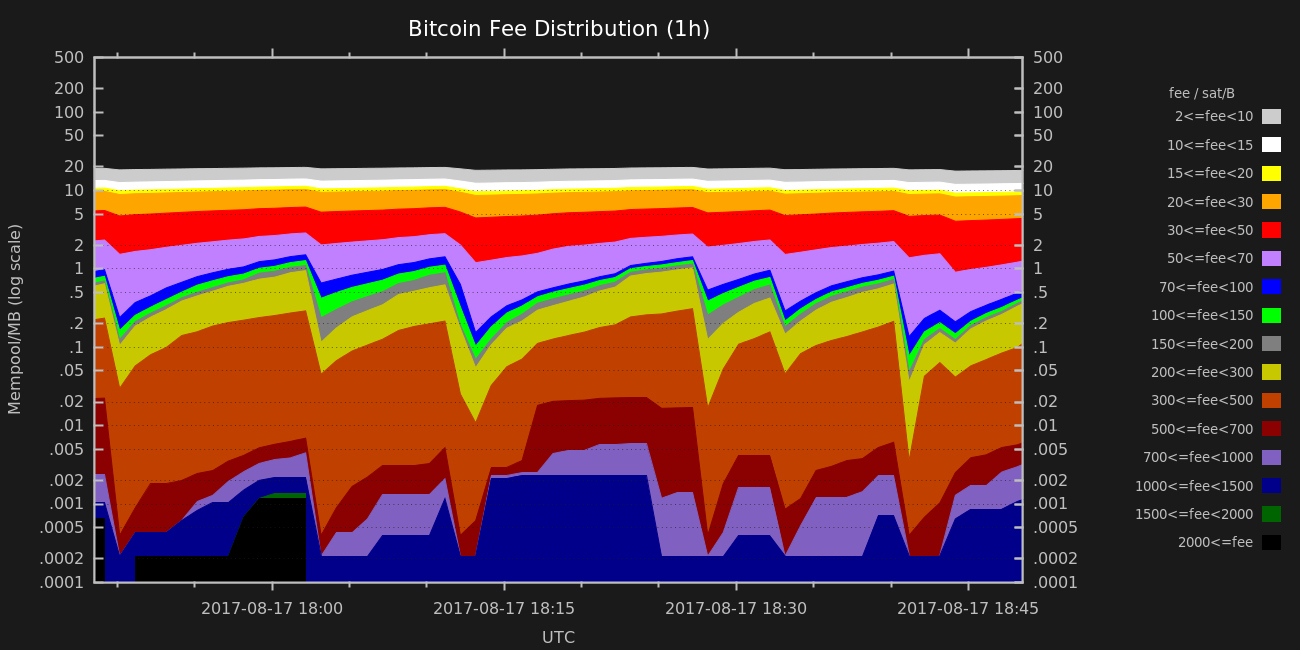 Bitcoin Fee Distribution (1h)
Mempool/MB (log scale)
500
200
100
50
20
10
5
2
1
.5
.2
.1
.05
.02
.01
.005
.002
.001
.0005
.0002
.0001
500
200
100
50
20
10
5
2
1
.5
.2
.1
.05
.02
.01
.005
.002
.001
.0005
.0002
.0001
2017-08-17 18:00
2017-08-17 18:15
2017-08-17 18:30
2017-08-17 18:45
UTC
fee / sat/B
2<=fee<10
10<=fee<15
15<=fee<20
20<=fee<30
30<=fee<50
50<=fee<70
70<=fee<100
100<=fee<150
150<=fee<200
200<=fee<300
300<=fee<500
500<=fee<700
700<=fee<1000
1000<=fee<1500
1500<=fee<2000
2000<=fee